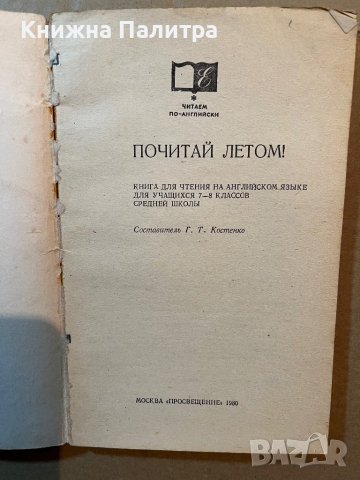 Книжна Палитра
Е
*
ЧИТАЕМ
ПО-АНГЛИЙСКИ
ПОЧИТАЙ ЛЕТОМ!
КНИГА ДЛЯ ЧТЕНИЯ НА АНГЛИЙСКОМ ЯЗЫКЕ
ДЛЯ УЧАЩИХСЯ 7—8 КЛАССОВ
СРЕДНЕЙ ШКОЛЫ
Составитель Г. Т. Костенко
МОСКВА «ПРОСВЕЩЕНИЕ» 1980
BAZAR